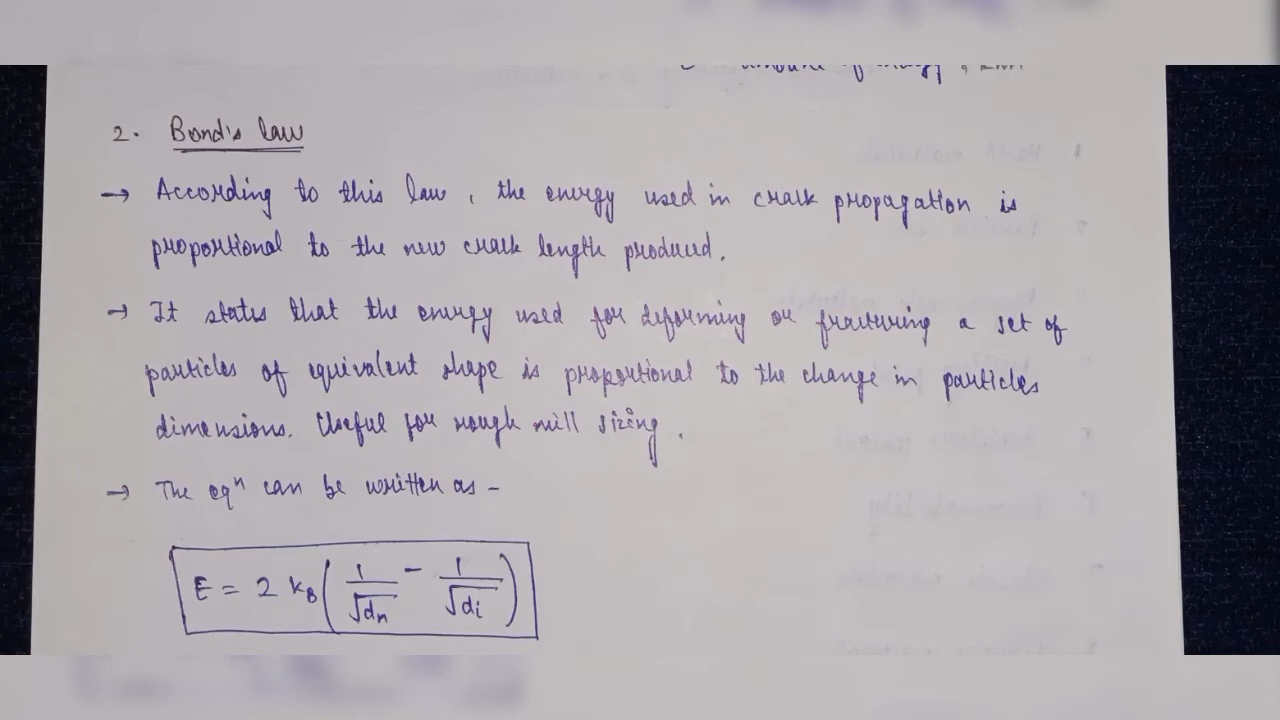 2. Bond's law
→ According to this law, the energy used in crack propagation is
proportional to the new crack length produced.
→ It states that the energy used for deforming or fracturing a set of
particles of equivalent shape is proportional to the change in particles
dimensions. Useful for rough mill sizing.
→ The eqⁿ can be written as -
E = 2 k_B (1/√dₙ - 1/√dᵢ)